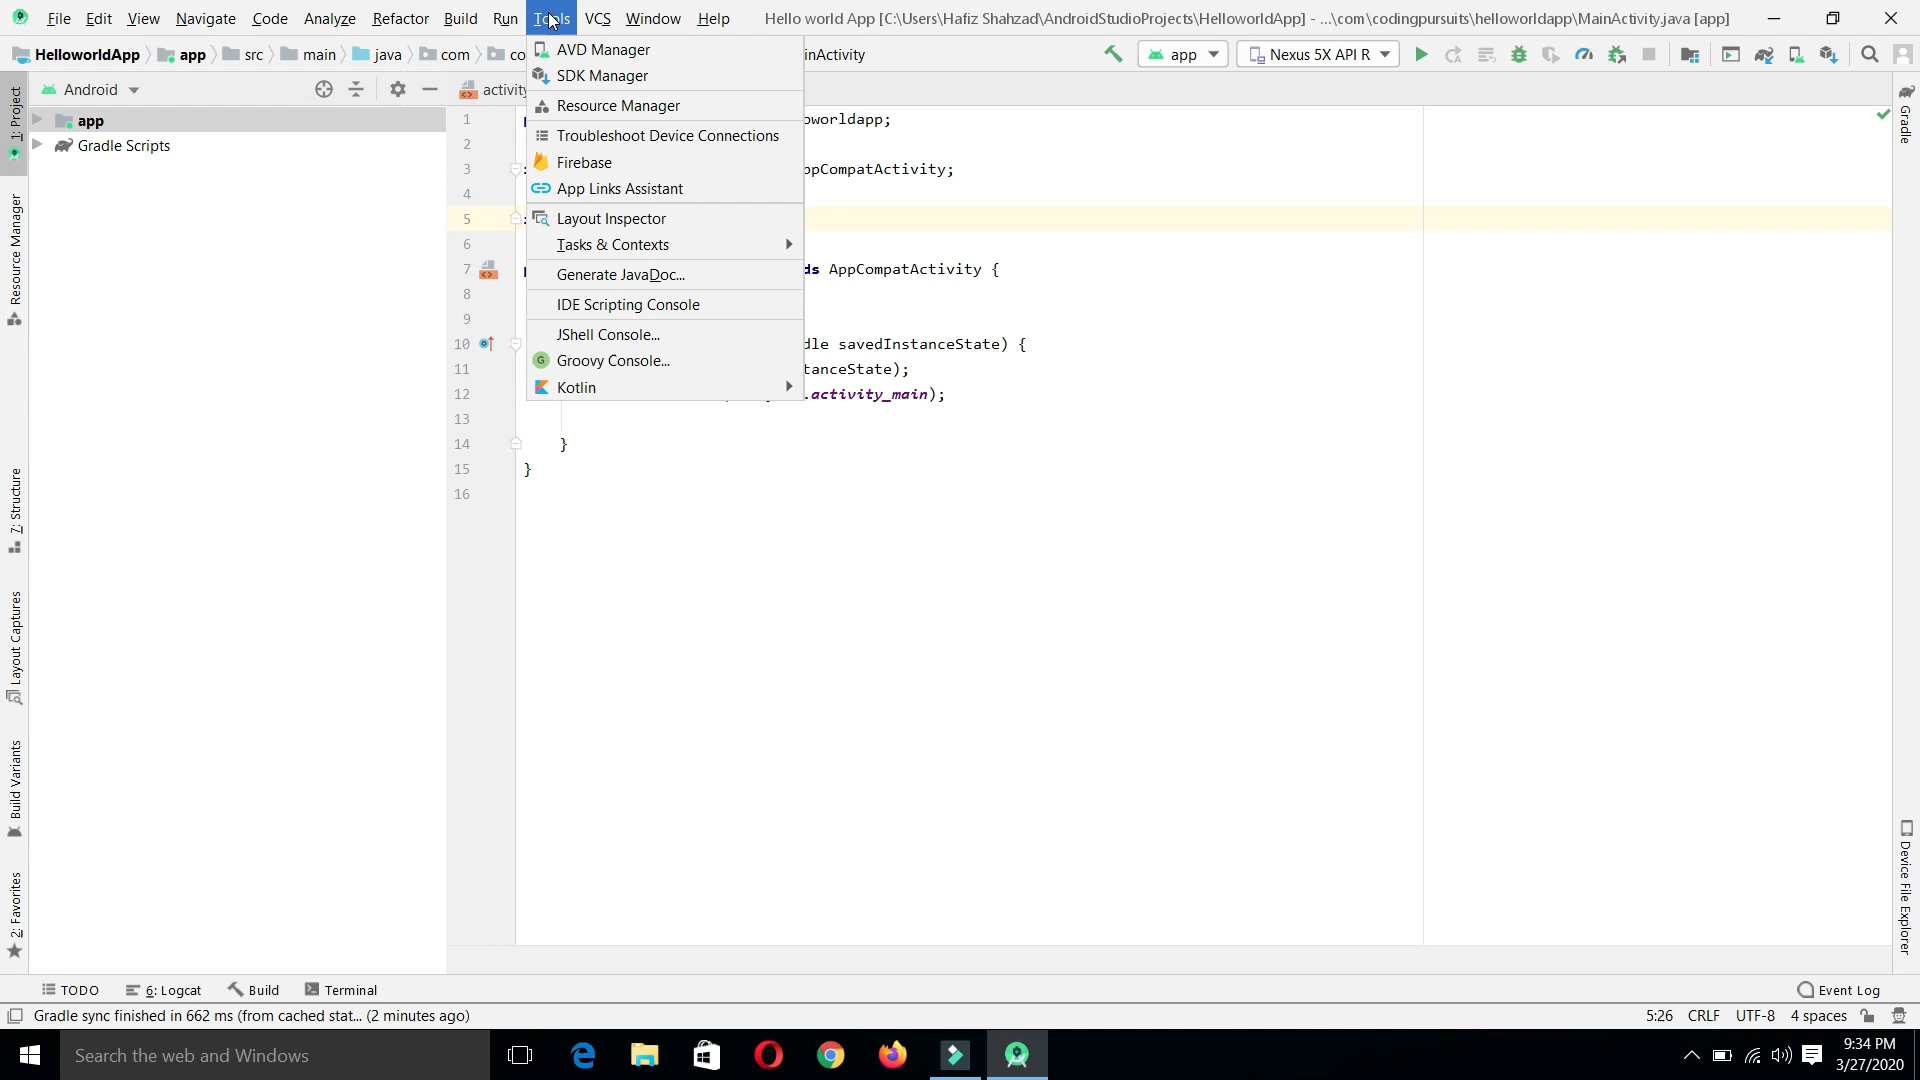 File Edit View Navigate Code Analyze Refactor Build Run Tools VCS Window Help Hello world App [C:\Users\Hafiz Shahzad\AndroidStudioProjects\HelloworldApp] - ...\com\codingpursuits\helloworldapp\MainActivity.java [app]
HelloworldApp app src main java com co inActivity app Nexus 5X API R
Android activity
AVD Manager
SDK Manager
Resource Manager
Troubleshoot Device Connections
Firebase
App Links Assistant
Layout Inspector
Tasks & Contexts
Generate JavaDoc...
IDE Scripting Console
JShell Console...
Groovy Console...
Kotlin
app
Gradle Scripts
1 oworldapp;
2
3 ppCompatActivity;
4
5
6
7 ds AppCompatActivity {
8
9
10 dle savedInstanceState) {
11 tanceState);
12 .activity_main);
13
14 }
15 }
16
1: Project
Resource Manager
7: Structure
Layout Captures
Build Variants
2: Favorites
Gradle
Device File Explorer
TODO 6: Logcat Build Terminal Event Log
Gradle sync finished in 662 ms (from cached stat... (2 minutes ago) 5:26 CRLF UTF-8 4 spaces
Search the web and Windows
9:34 PM
3/27/2020